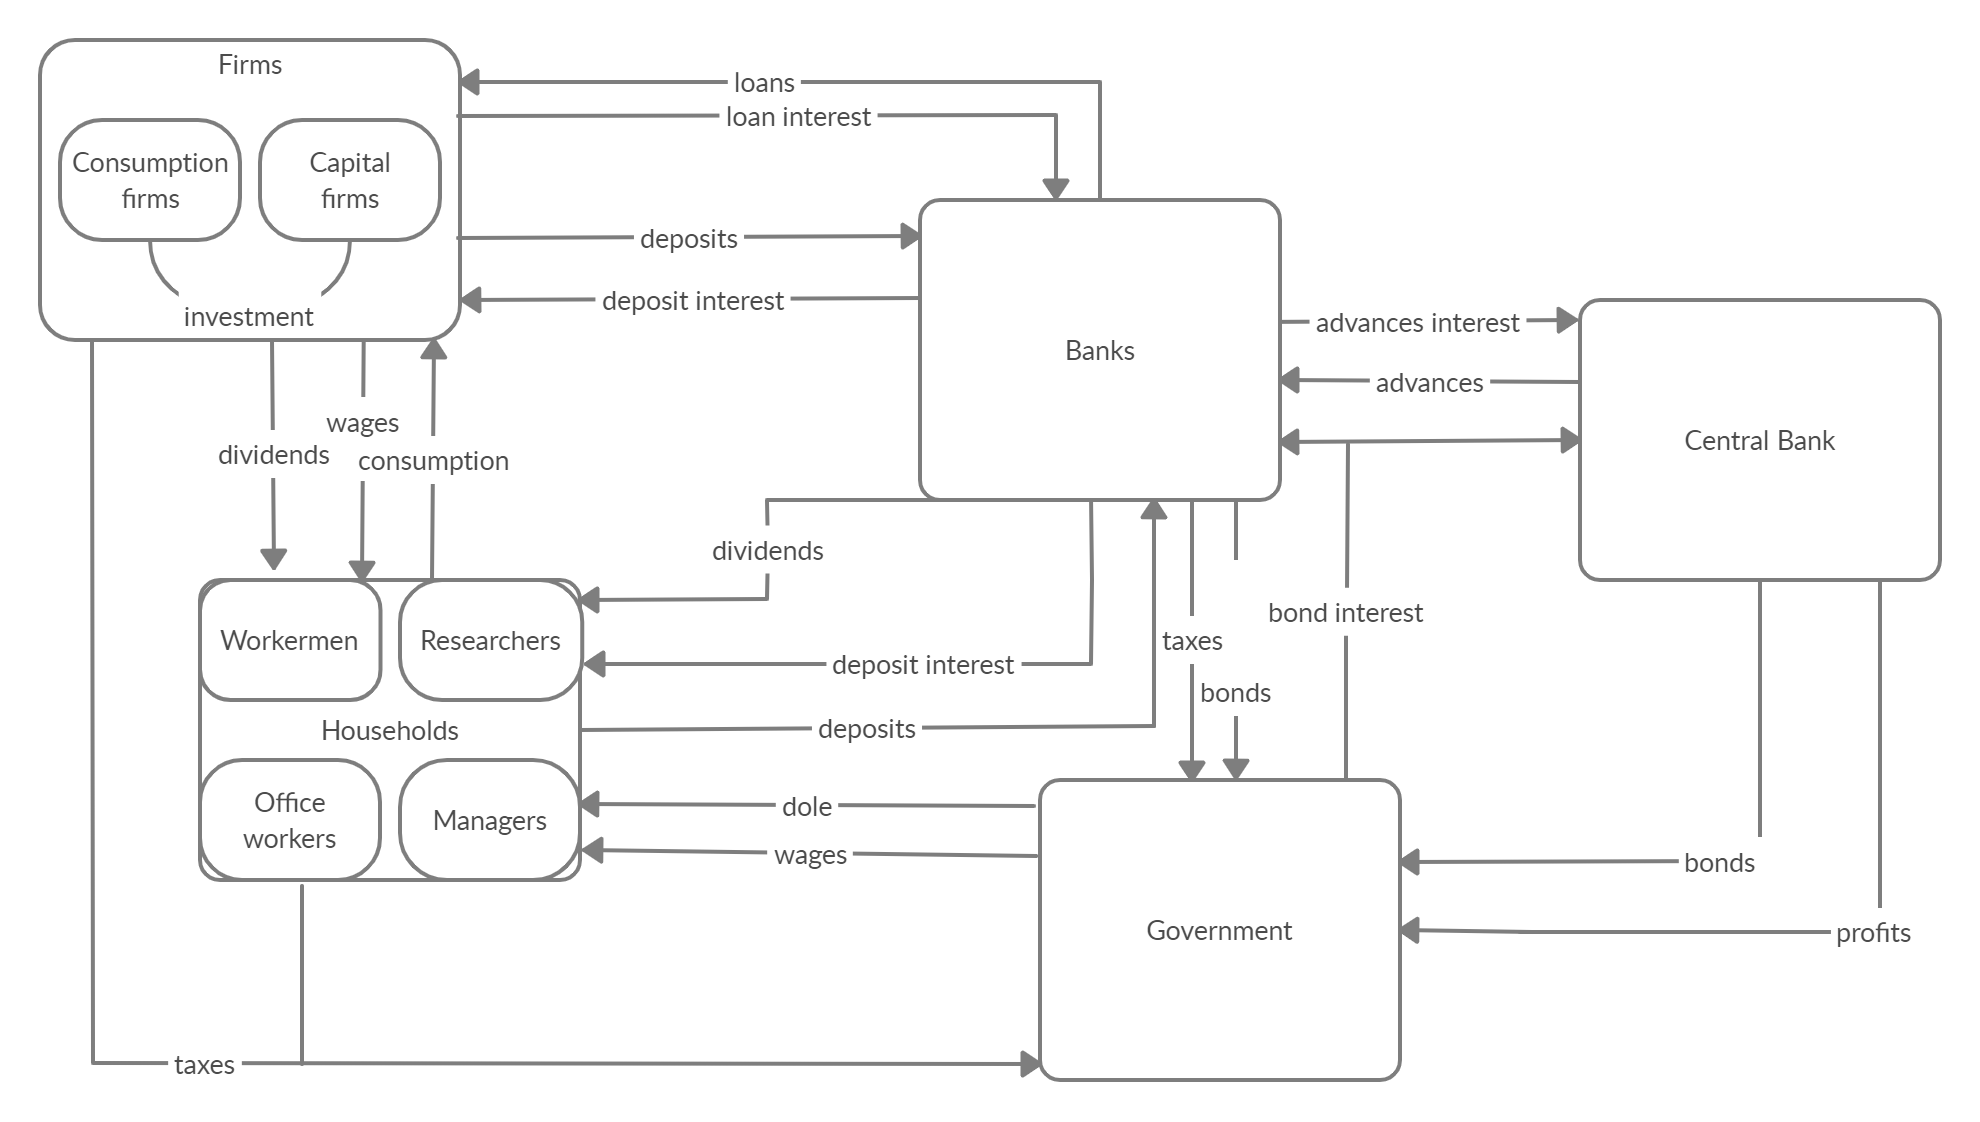 Firms
loans
loan interest
Consumption
firms
Capital
firms
deposits
deposit interest
investment
advances interest
Banks
advances
wages
Central Bank
dividends
consumption
dividends
bond interest
Workermen
Researchers
taxes
deposit interest
bonds
Households
deposits
Office
workers
dole
Managers
wages
bonds
Government
profits
taxes